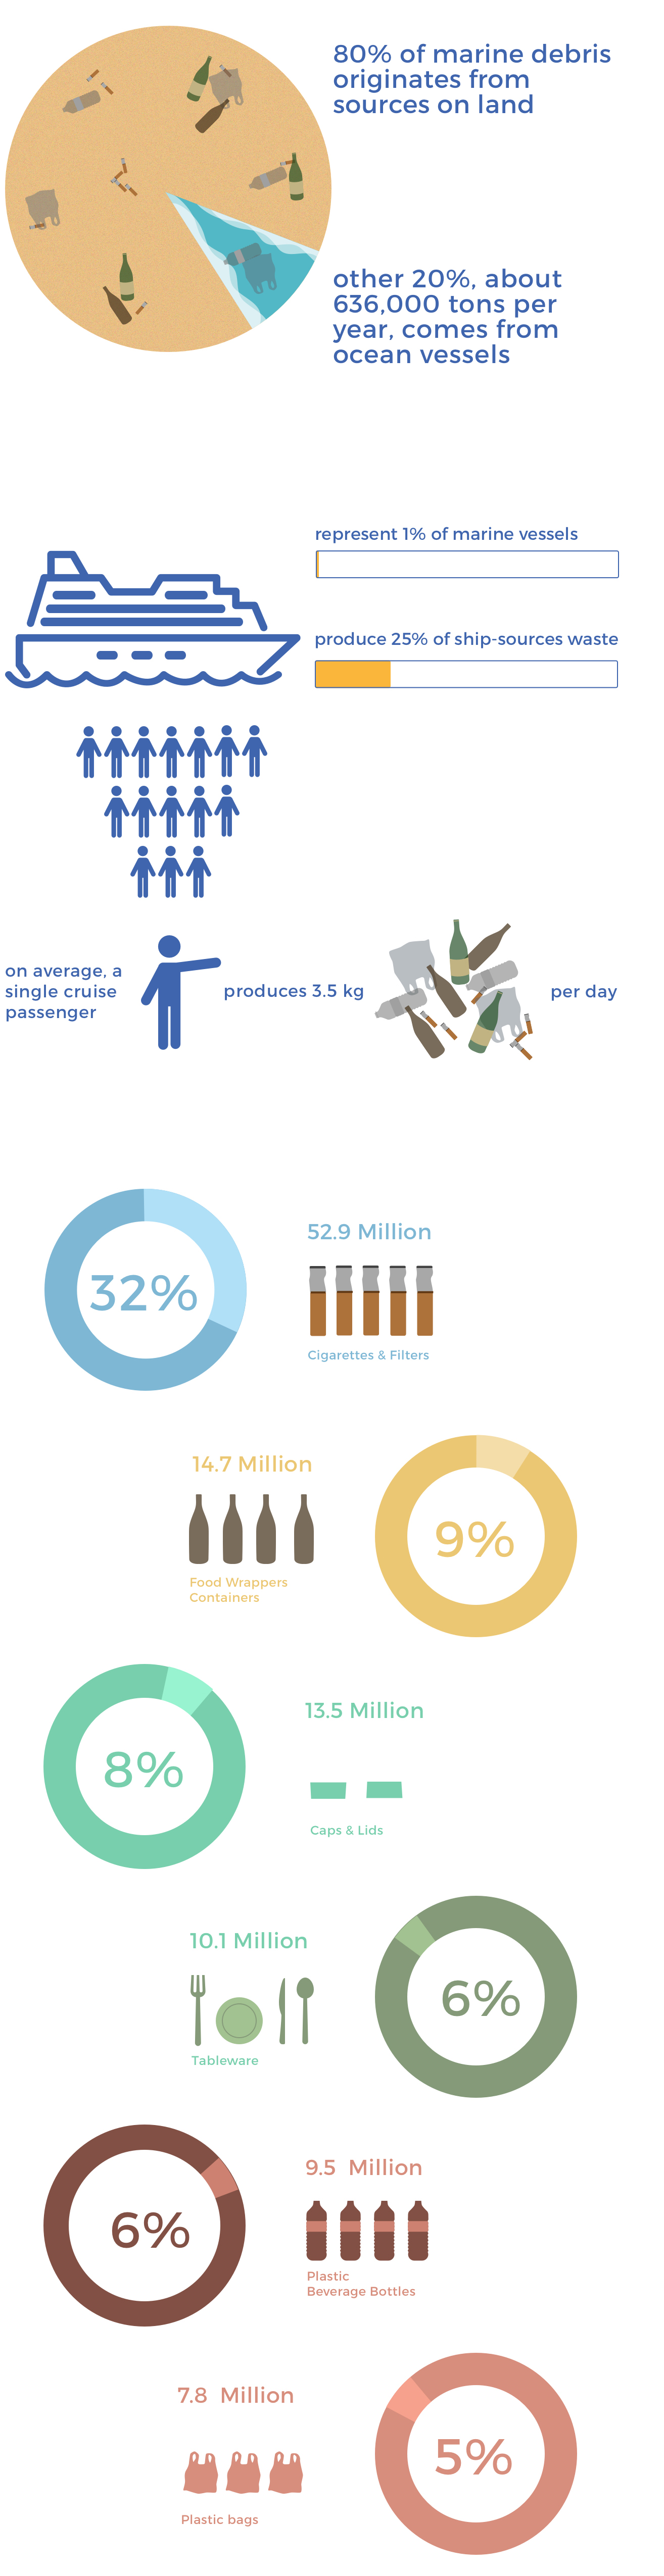 80% of marine debris
originates from
sources on land
other 20%, about
636,000 tons per
year, comes from
ocean vessels
represent 1% of marine vessels
produce 25% of ship-sources waste
on average, a
single cruise
passenger
produces 3.5 kg
per day
32%
52.9 Million
Cigarettes & Filters
14.7 Million
Food Wrappers
Containers
9%
8%
13.5 Million
Caps & Lids
10.1 Million
Tableware
6%
6%
9.5 Million
Plastic
Beverage Bottles
7.8 Million
Plastic bags
5%